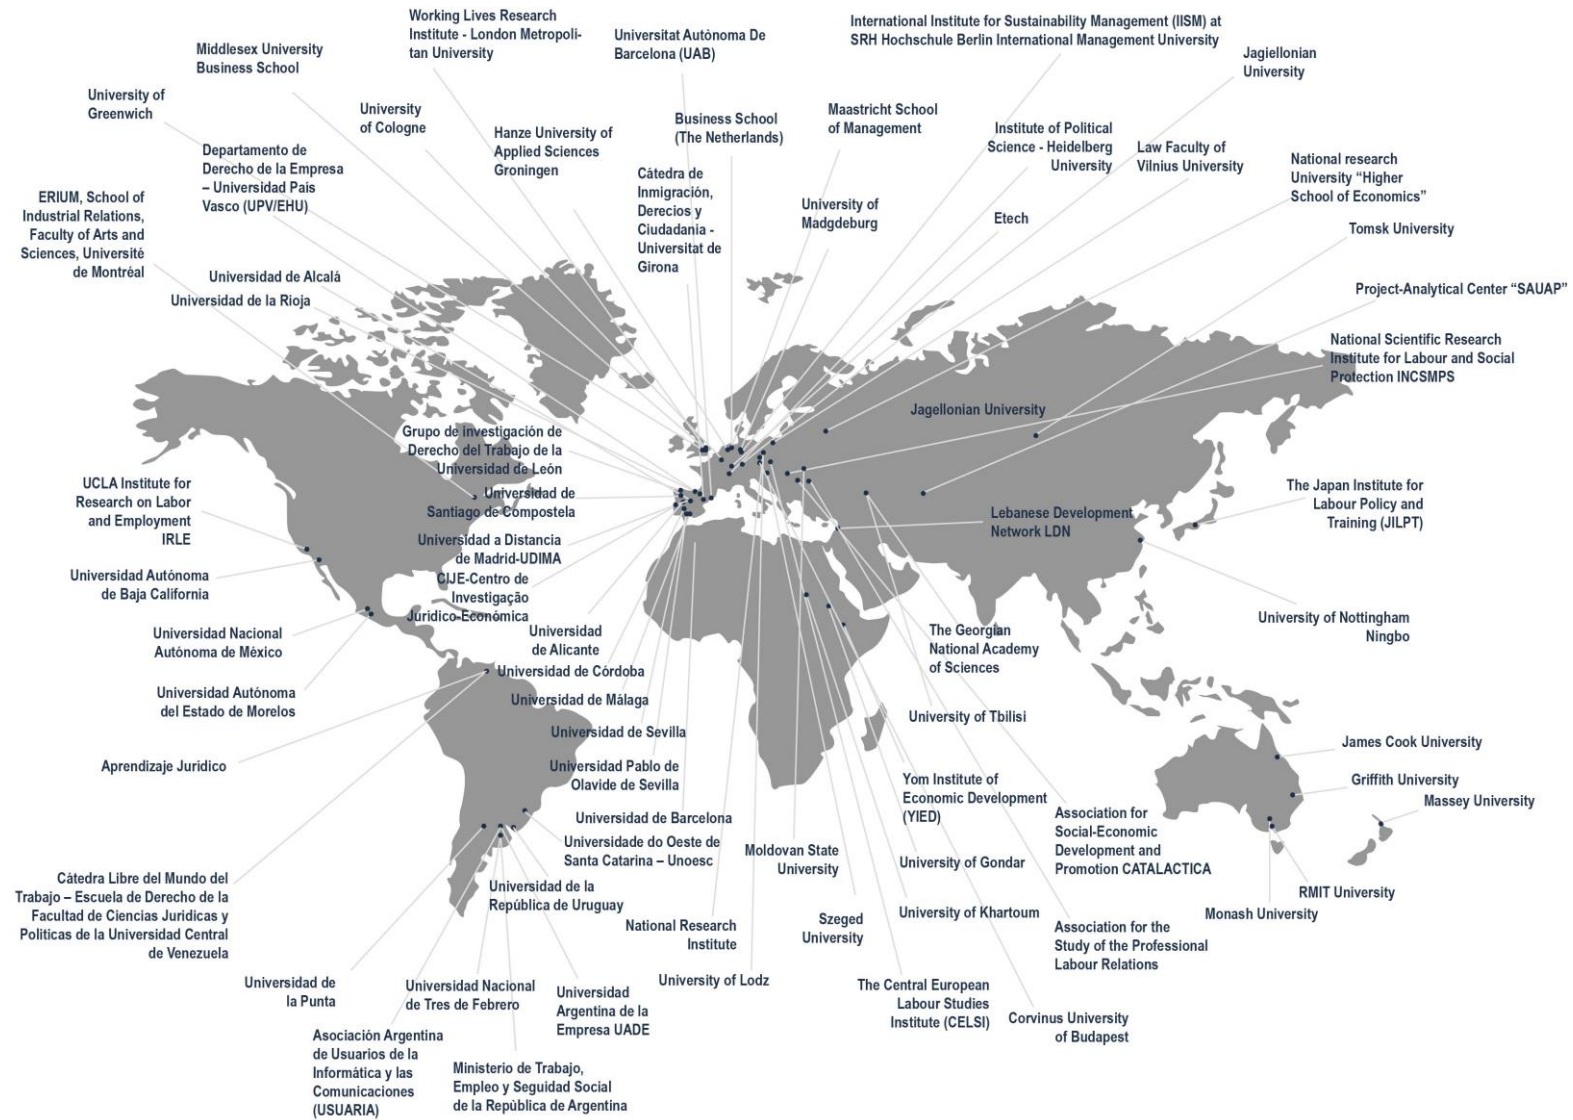 Working Lives Research
Institute - London Metropoli-
tan University
Universitat Autònoma De
Barcelona (UAB)
International Institute for Sustainability Management (IISM) at
SRH Hochschule Berlin International Management University
Middlesex University
Business School
Jagiellonian
University
University of
Greenwich
University
of Cologne
Hanze University of
Applied Sciences
Groningen
Business School
(The Netherlands)
Maastricht School
of Management
Institute of Political
Science - Heidelberg
University
Law Faculty of
Vilnius University
National research
University “Higher
School of Economics”
Departamento de
Derecho de la Empresa
– Universidad Pais
Vasco (UPV/EHU)
Cátedra de
Inmigración,
Derecios y
Ciudadania -
Universitat de
Girona
University of
Madgdeburg
Etech
Tomsk University
ERIUM, School of
Industrial Relations,
Faculty of Arts and
Sciences, Université
de Montréal
Universidad de Alcalá
Universidad de la Rioja
Project-Analytical Center “SAUAP”
National Scientific Research
Institute for Labour and Social
Protection INCSMPS
Jagellonian University
Grupo de investigación de
Derecho del Trabajo de la
Universidad de León
UCLA Institute for
Research on Labor
and Employment
IRLE
Universidad de
Santiago de Compostela
The Japan Institute for
Labour Policy and
Training (JILPT)
Lebanese Development
Network LDN
Universidad a Distancia
de Madrid-UDIMA
Universidad Autónoma
de Baja California
CIJE-Centro de
Investigação
Jurídico-Económica
University of Nottingham
Ningbo
Universidad Nacional
Autónoma de México
Universidad
de Alicante
The Georgian
National Academy
of Sciences
Universidad de Córdoba
Universidad Autónoma
del Estado de Morelos
Universidad de Málaga
University of Tbilisi
Universidad de Sevilla
James Cook University
Aprendizaje Juridico
Universidad Pablo de
Olavide de Sevilla
Yom Institute of
Economic Development
(YIED)
Griffith University
Massey University
Universidad de Barcelona
Association for
Social-Economic
Development and
Promotion CATALACTICA
Universidade do Oeste de
Santa Catarina – Unoesc
Moldovan State
University
University of Gondar
Cátedra Libre del Mundo del
Trabajo – Escuela de Derecho de la
Facultad de Ciencias Juridicas y
Politicas de la Universidad Central
de Venezuela
Universidad de la
República de Uruguay
RMIT University
Monash University
National Research
Institute
Szeged
University
University of Khartoum
Association for the
Study of the Professional
Labour Relations
Universidad de
la Punta
Universidad Nacional
de Tres de Febrero
University of Lodz
The Central European
Labour Studies
Institute (CELSI)
Universidad
Argentina de la
Empresa UADE
Corvinus University
of Budapest
Asociación Argentina
de Usuarios de la
Informática y las
Comunicaciones
(USUARIA)
Ministerio de Trabajo,
Empleo y Seguidad Social
de la Repùblica de Argentina